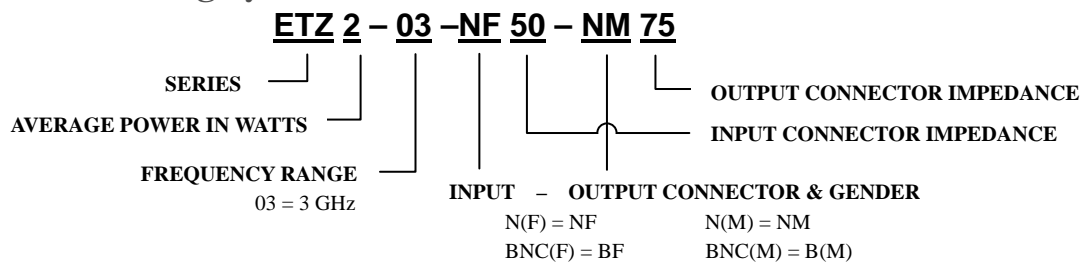 ETZ 2 – 03 –NF 50 – NM 75
SERIES
OUTPUT CONNECTOR IMPEDANCE
AVERAGE POWER IN WATTS
INPUT CONNECTOR IMPEDANCE
FREQUENCY RANGE
03 = 3 GHz
INPUT – OUTPUT CONNECTOR & GENDER
N(F) = NF N(M) = NM
BNC(F) = BF BNC(M) = B(M)